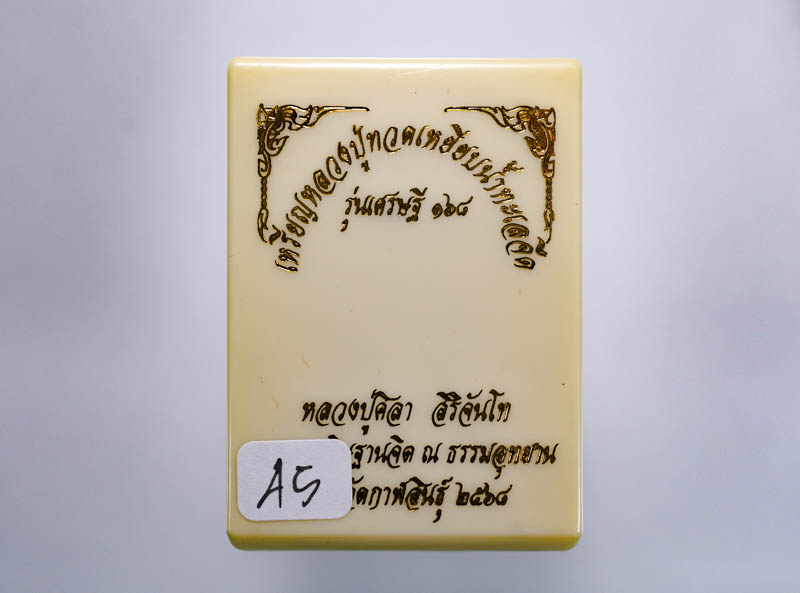 เหรียญหลวงปู่ทวดเหยียบน้ำทะเลจืด
รุ่นเศรษฐี ๑๖๘
หลวงปู่ศิลา สิริจันโท
ฐานจิต ณ ธรรมอุทยาน
กาฬสินธุ์ ๒๕๖๘
A5